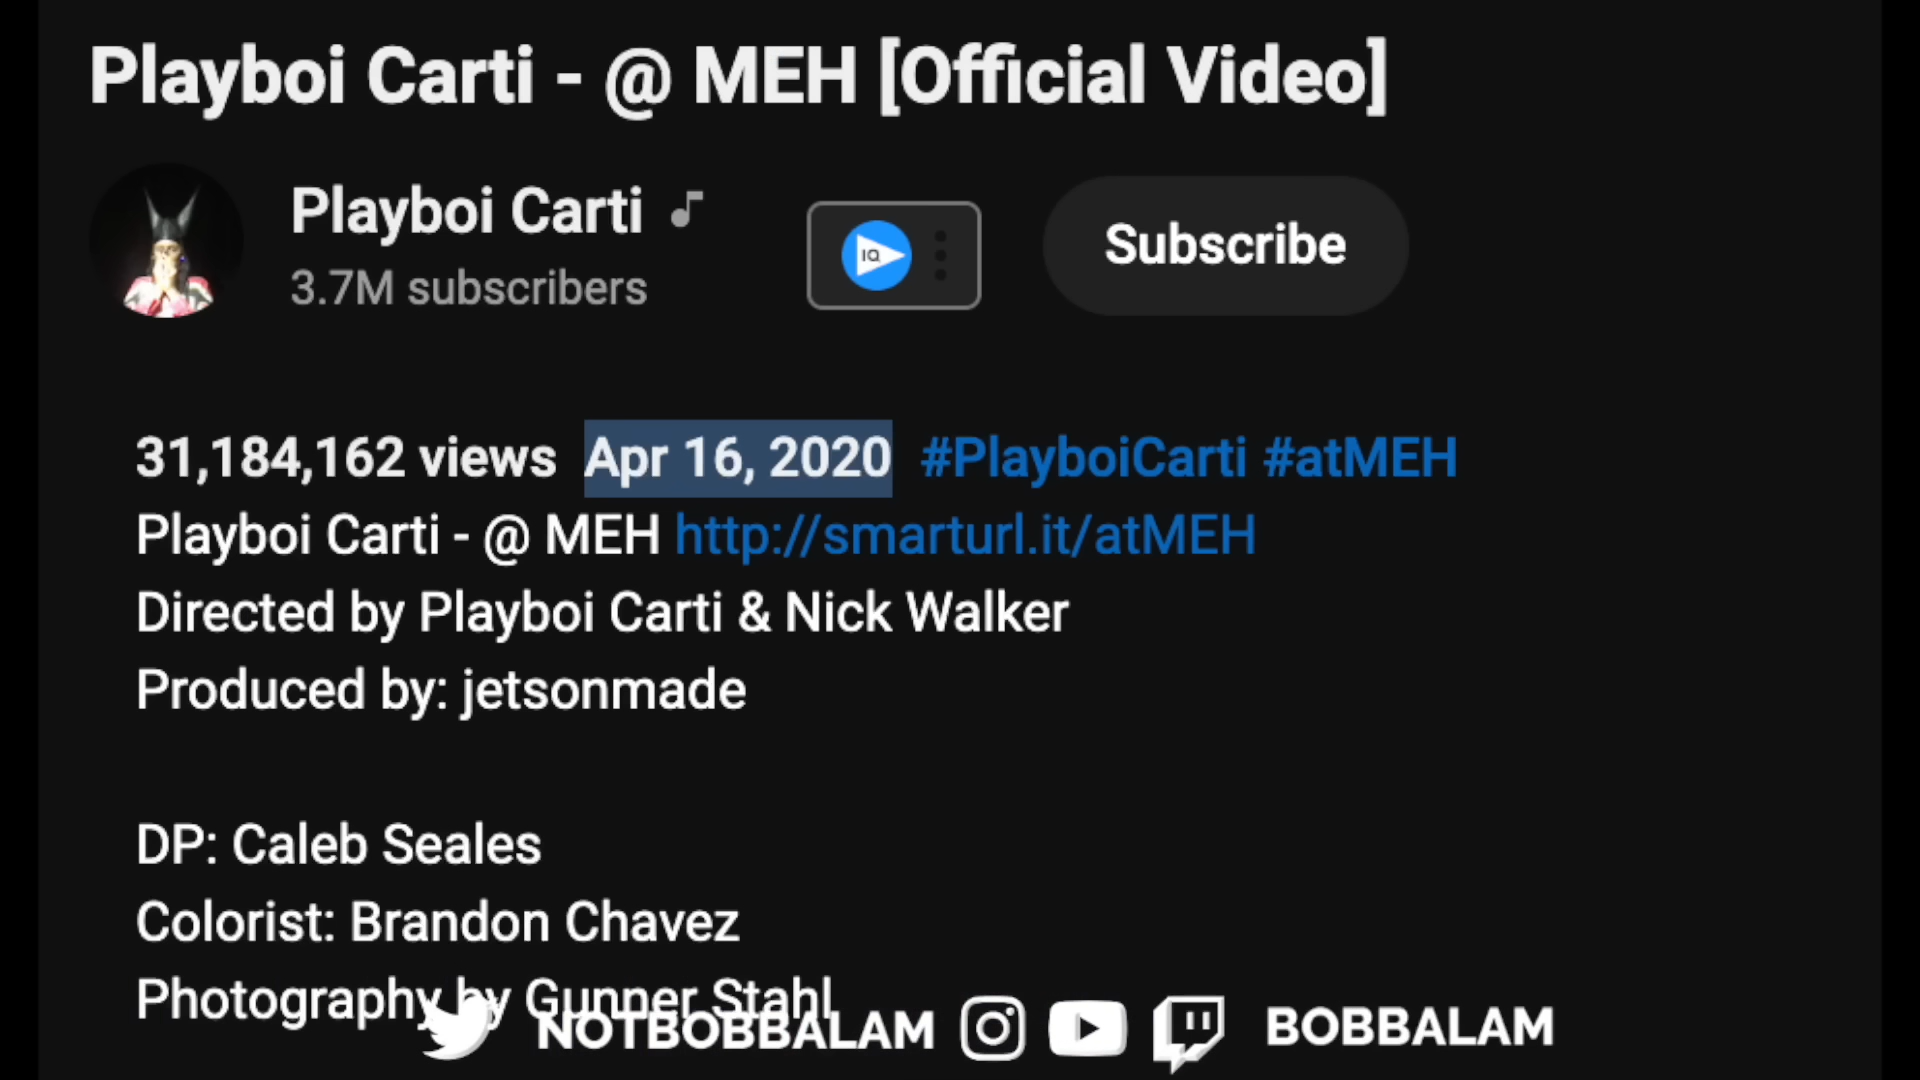 Playboi Carti - @ MEH [Official Video]
Playboi Carti
3.7M subscribers
IQ
Subscribe
31,184,162 views Apr 16, 2020 #PlayboiCarti #atMEH
Playboi Carti - @ MEH http://smarturl.it/atMEH
Directed by Playboi Carti & Nick Walker
Produced by: jetsonmade
DP: Caleb Seales
Colorist: Brandon Chavez
Photography by Gunner Stahl
NOTBOBBALAM BOBBALAM